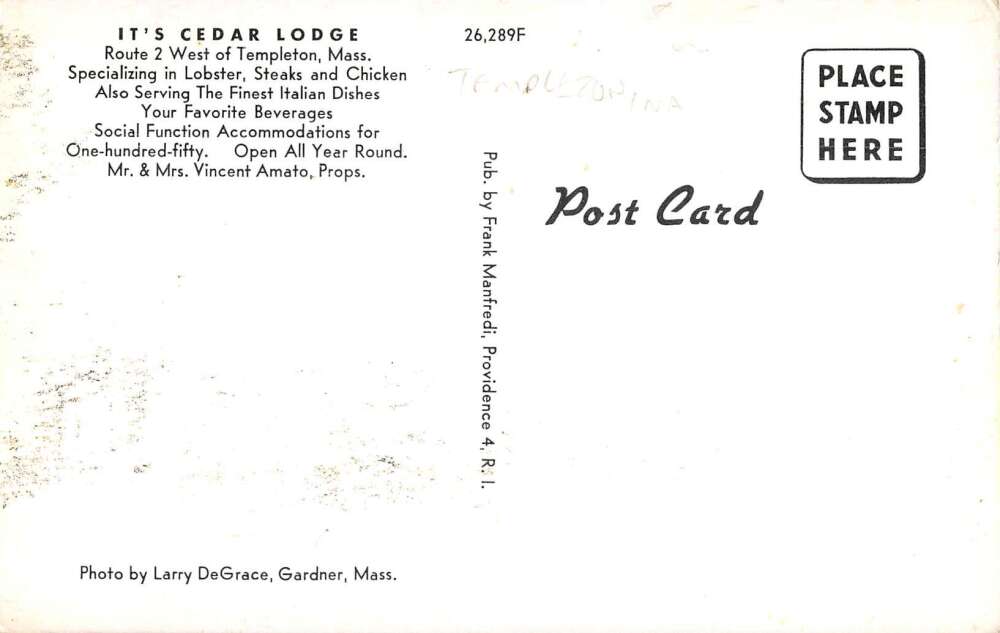 IT'S CEDAR LODGE
Route 2 West of Templeton, Mass.
Specializing in Lobster, Steaks and Chicken
Also Serving The Finest Italian Dishes
Your Favorite Beverages
Social Function Accommodations for
One-hundred-fifty. Open All Year Round.
Mr. & Mrs. Vincent Amato, Props.
26,289F
TEMPLETON, MA
Pub. by Frank Manfredi, Providence 4, R. I.
PLACE
STAMP
HERE
Post Card
Photo by Larry DeGrace, Gardner, Mass.